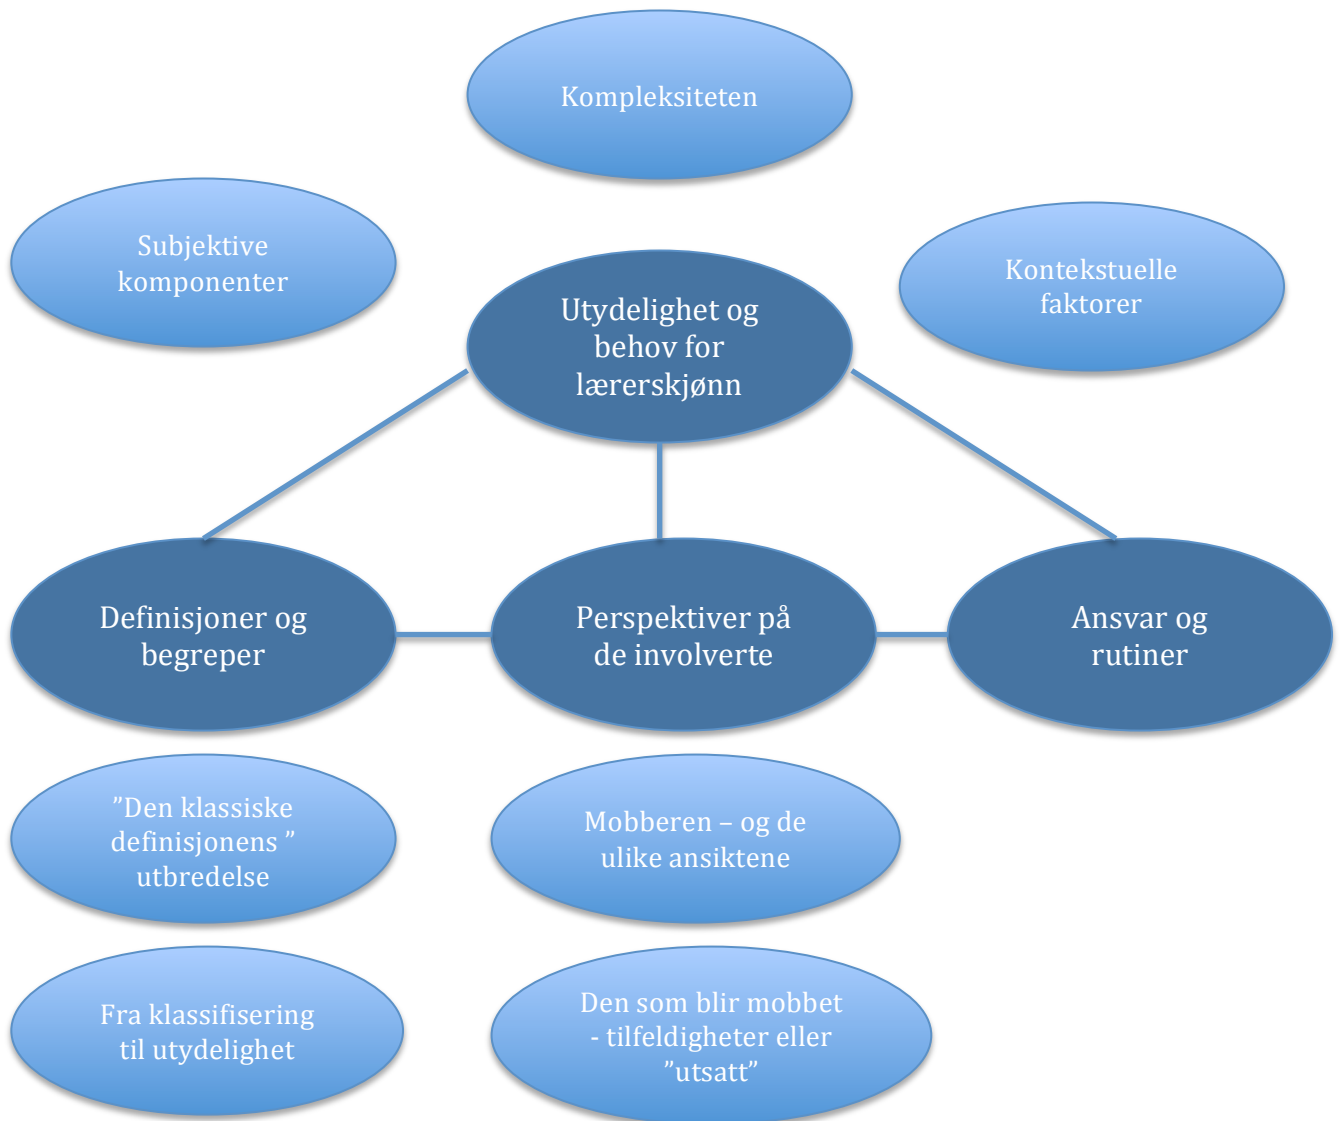 Kompleksiteten
Subjektive
komponenter
Kontekstuelle
faktorer
Utydelighet og
behov for
lærerskjønn
Definisjoner og
begreper
Perspektiver på
de involverte
Ansvar og
rutiner
”Den klassiske
definisjonens ”
utbredelse
Mobberen – og de
ulike ansiktene
Fra klassifisering
til utydelighet
Den som blir mobbet
- tilfeldigheter eller
”utsatt”